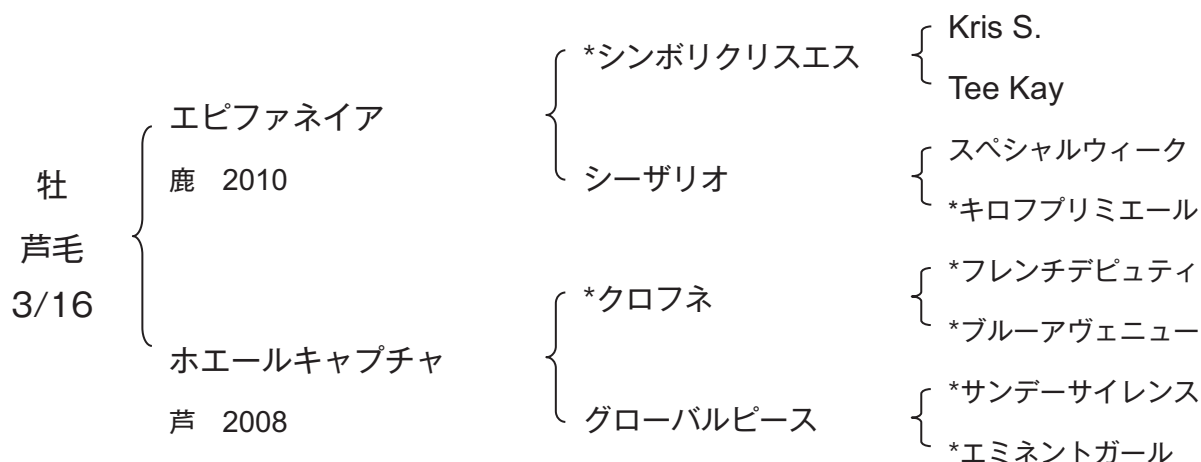 牡
芦毛
3/16
エピファネイア
鹿 2010
ホエールキャプチャ
芦 2008
*シンボリクリスエス
シーザリオ
*クロフネ
グローバルピース
Kris S.
Tee Kay
スペシャルウィーク
*キロフプリミエール
*フレンチデピュティ
*ブルーアヴェニュー
*サンデーサイレンス
*エミネントガール